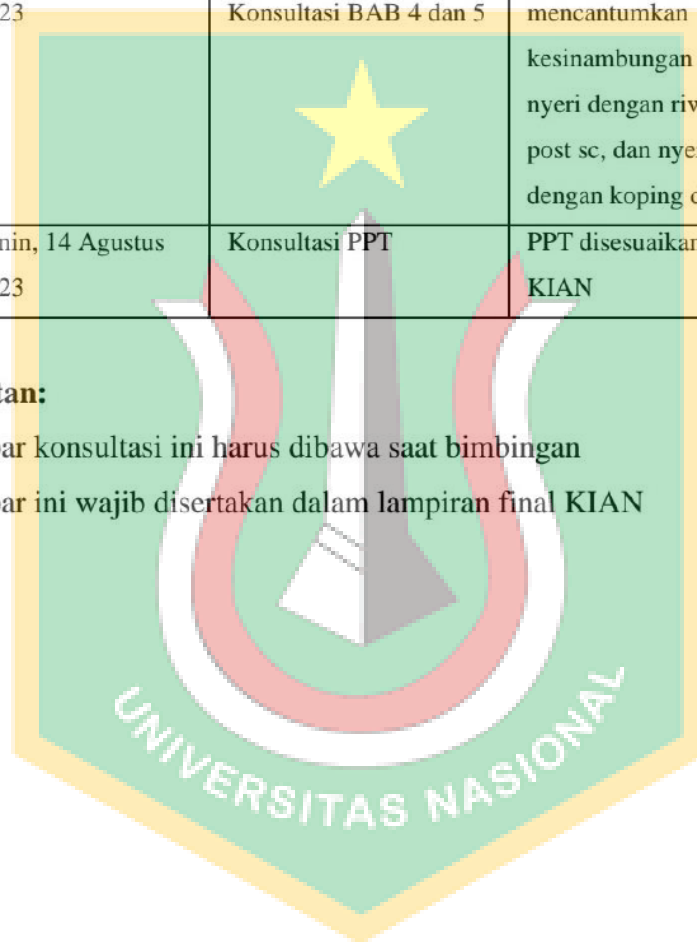 23 Konsultasi BAB 4 dan 5 mencantumkan
kesinambungan
nyeri dengan
post sc, dan
dengan koping
14 Agustus Konsultasi PPT PPT disesuaikan
23 KIAN
konsultasi ini harus dibawa saat bimbingan
ini wajib disertakan dalam lampiran final KIAN
UNIVERSITAS NASIONAL